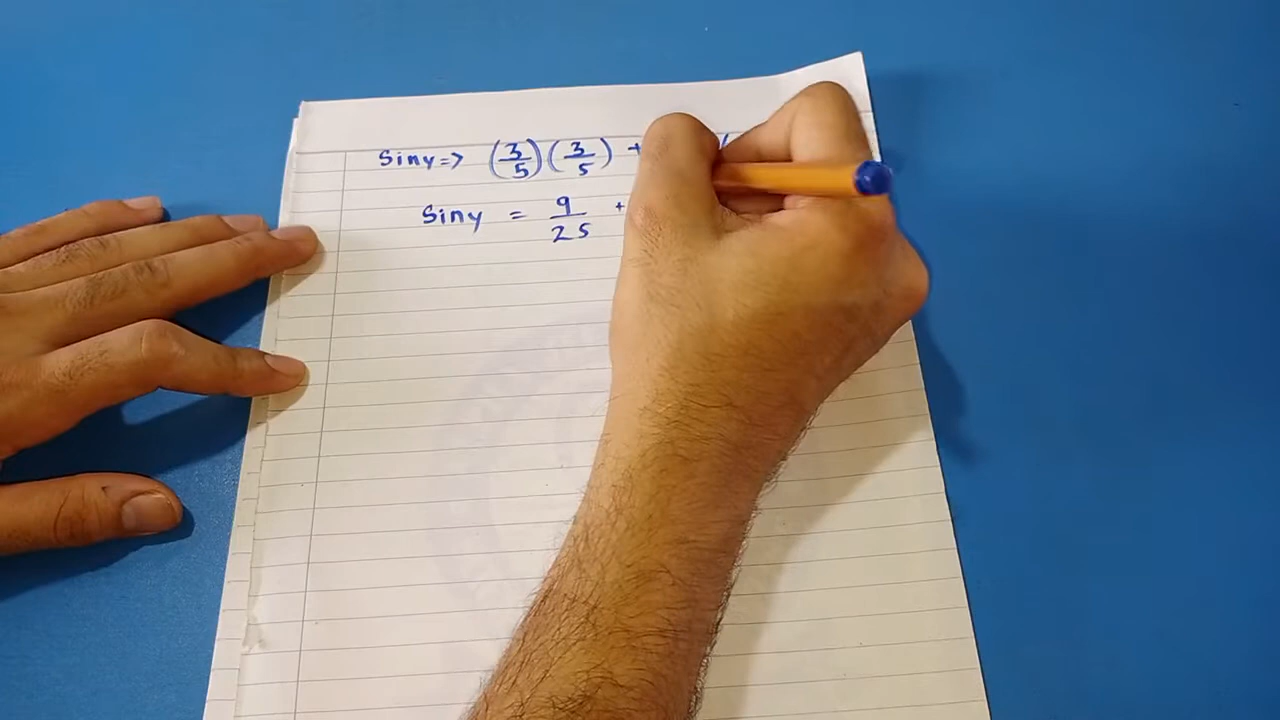 Siny => (3/5)(3/5) + (
Siny = 9/25 +